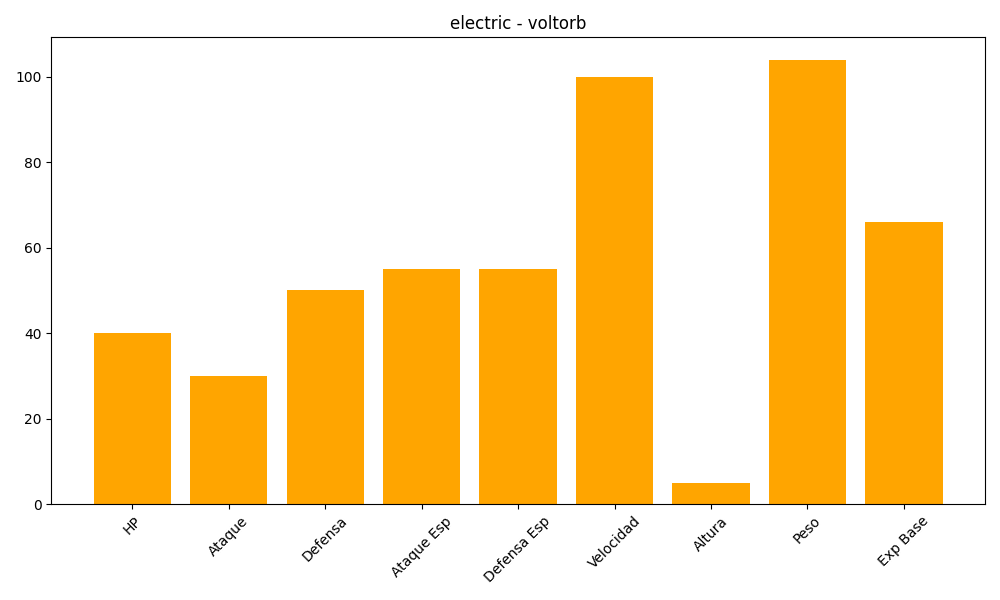 electric - voltorb
100
80
60
40
20
0
HP
Ataque
Defensa
Ataque Esp
Defensa Esp
Velocidad
Altura
Peso
Exp Base